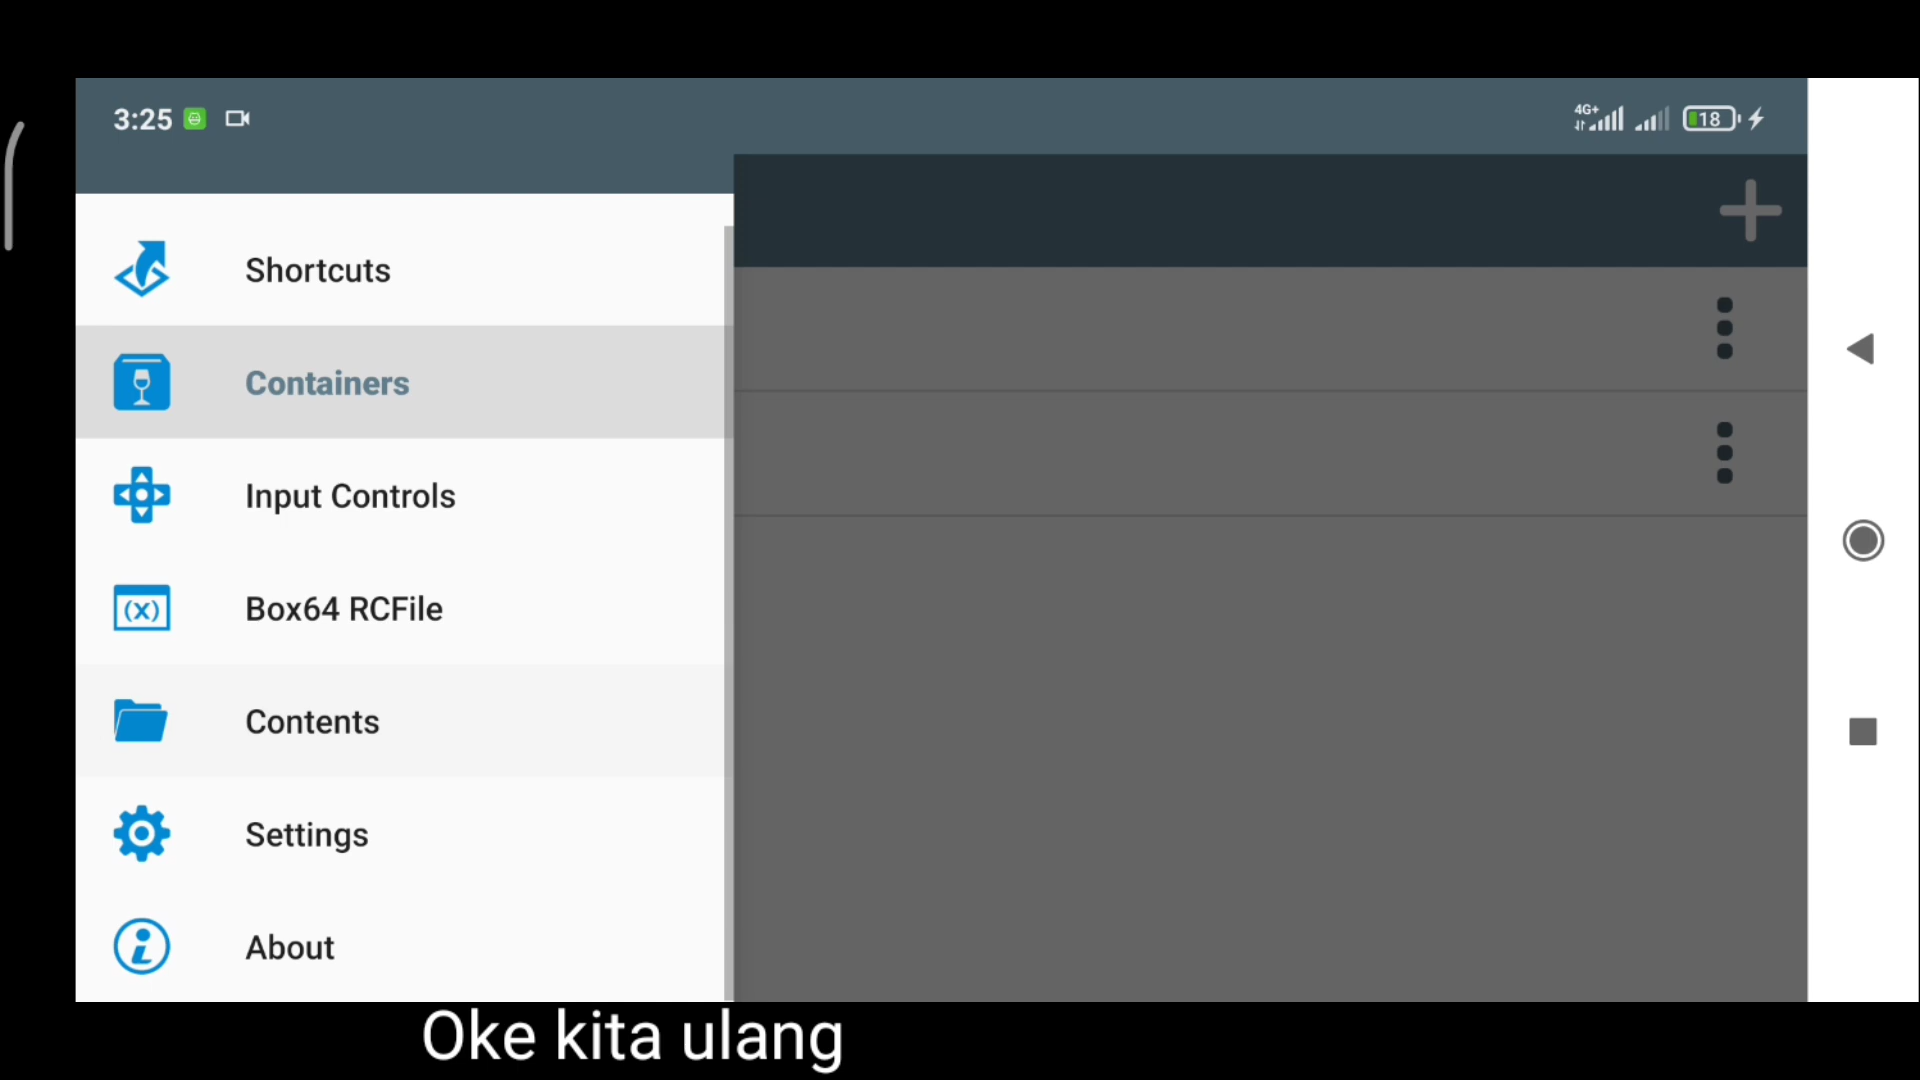 3:25
4G+
18
Shortcuts
Containers
Input Controls
(X)
Box64 RCFile
Contents
Settings
About
Oke kita ulang